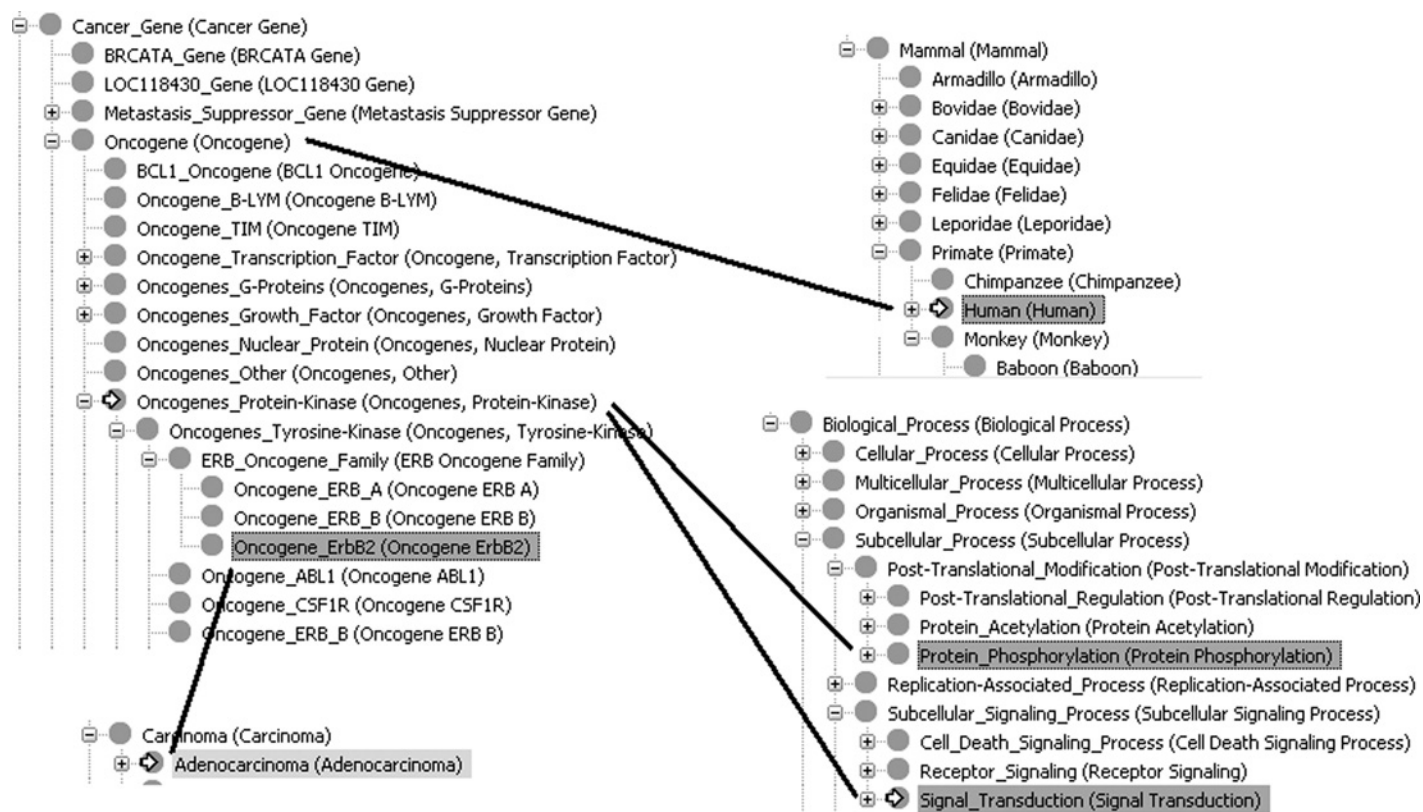 Cancer_Gene (Cancer Gene)
BRCATA_Gene (BRCATA Gene)
LOC118430_Gene (LOC118430 Gene)
Metastasis_Suppressor_Gene (Metastasis Suppressor Gene)
Oncogene (Oncogene)
BCL1_Oncogene (BCL1 Oncogene)
Oncogene_B-LYM (Oncogene B-LYM)
Oncogene_TIM (Oncogene TIM)
Oncogene_Transcription_Factor (Oncogene, Transcription Factor)
Oncogenes_G-Proteins (Oncogenes, G-Proteins)
Oncogenes_Growth_Factor (Oncogenes, Growth Factor)
Oncogenes_Nuclear_Protein (Oncogenes, Nuclear Protein)
Oncogenes_Other (Oncogenes, Other)
Oncogenes_Protein-Kinase (Oncogenes, Protein-Kinase)
Oncogenes_Tyrosine-Kinase (Oncogenes, Tyrosine-Kinase)
ERB_Oncogene_Family (ERB Oncogene Family)
Oncogene_ERB_A (Oncogene ERB A)
Oncogene_ERB_B (Oncogene ERB B)
Oncogene_ErbB2 (Oncogene ErbB2)
Oncogene_ABL1 (Oncogene ABL1)
Oncogene_CSF1R (Oncogene CSF1R)
Oncogene_ERB_B (Oncogene ERB B)
Carcinoma (Carcinoma)
Adenocarcinoma (Adenocarcinoma)
Mammal (Mammal)
Armadillo (Armadillo)
Bovidae (Bovidae)
Canidae (Canidae)
Equidae (Equidae)
Felidae (Felidae)
Leporidae (Leporidae)
Primate (Primate)
Chimpanzee (Chimpanzee)
Human (Human)
Monkey (Monkey)
Baboon (Baboon)
Biological_Process (Biological Process)
Cellular_Process (Cellular Process)
Multicellular_Process (Multicellular Process)
Organismal_Process (Organismal Process)
Subcellular_Process (Subcellular Process)
Post-Translational_Modification (Post-Translational Modification)
Post-Translational_Regulation (Post-Translational Regulation)
Protein_Acetylation (Protein Acetylation)
Protein_Phosphorylation (Protein Phosphorylation)
Replication-Associated_Process (Replication-Associated Process)
Subcellular_Signaling_Process (Subcellular Signaling Process)
Cell_Death_Signaling_Process (Cell Death Signaling Process)
Receptor_Signaling (Receptor Signaling)
Signal_Transduction (Signal Transduction)